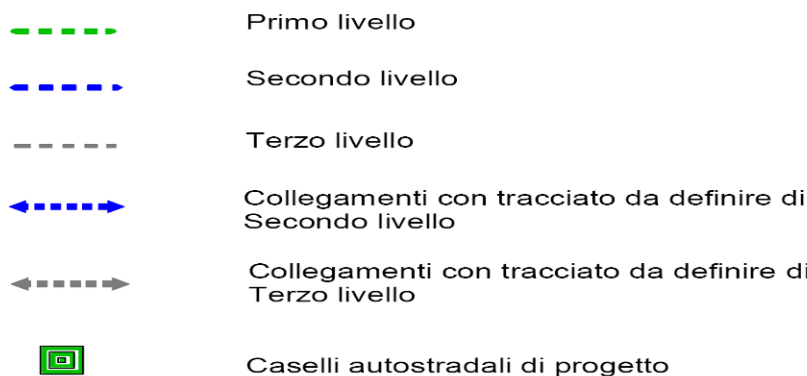 Primo livello
Secondo livello
Terzo livello
Collegamenti con tracciato da definire di
Secondo livello
Collegamenti con tracciato da definire di
Terzo livello
Caselli autostradali di progetto